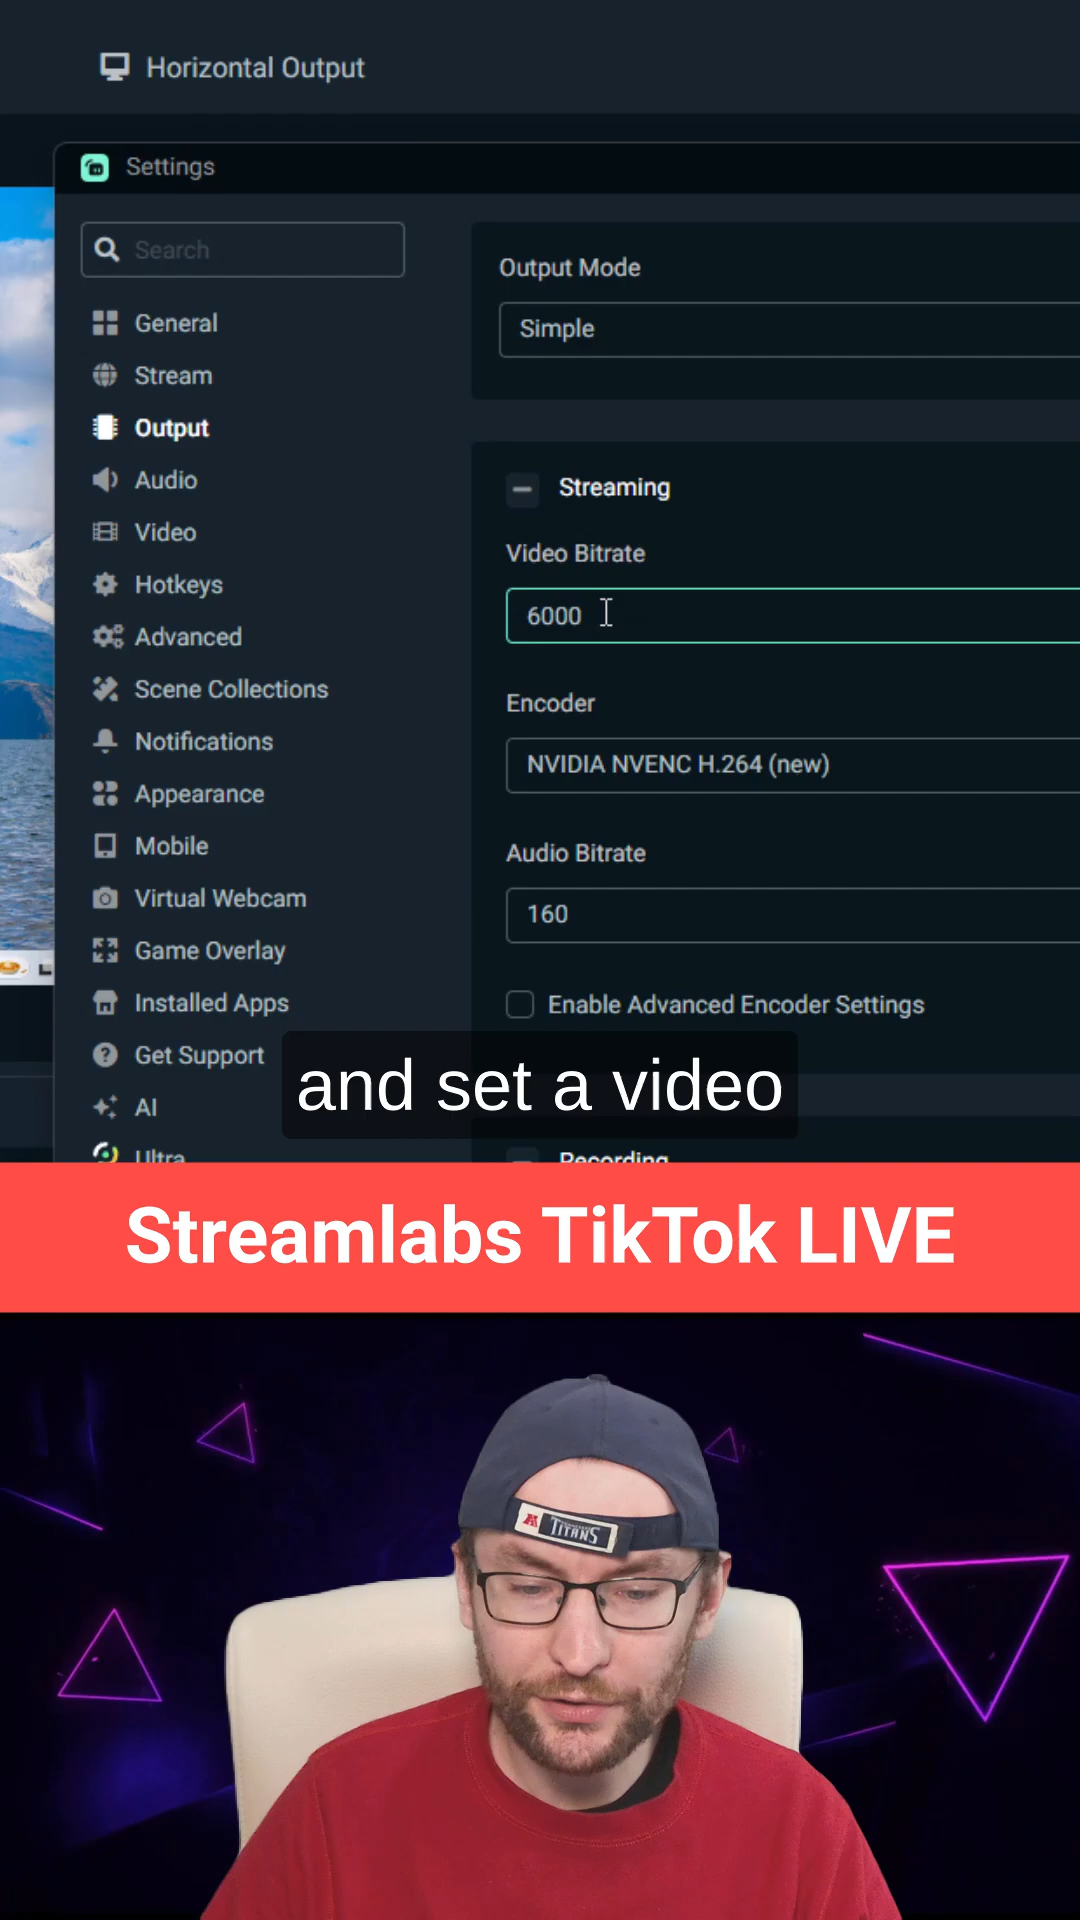 Horizontal Output
Settings
Search
General
Stream
Output
Audio
Video
Hotkeys
Advanced
Scene Collections
Notifications
Appearance
Mobile
Virtual Webcam
Game Overlay
Installed Apps
Get Support
AI
Ultra
Output Mode
Simple
Streaming
Video Bitrate
6000
Encoder
NVIDIA NVENC H.264 (new)
Audio Bitrate
160
Enable Advanced Encoder Settings
Recording
and set a video
Streamlabs TikTok LIVE
TITANS